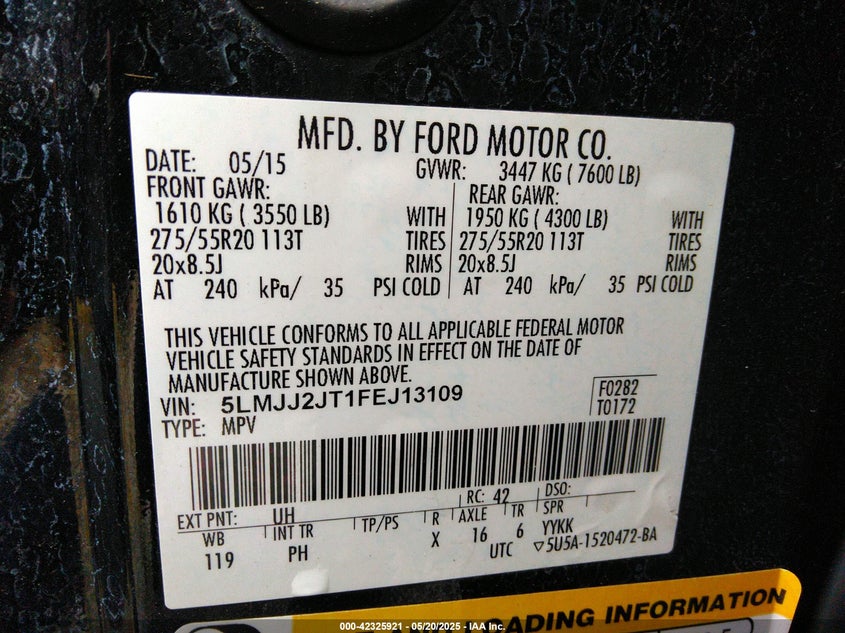 MFD. BY FORD MOTOR CO.
DATE: 05/15 GVWR: 3447 KG ( 7600 LB)
FRONT GAWR: REAR GAWR:
1610 KG ( 3550 LB) WITH 1950 KG ( 4300 LB) WITH
275/55R20 113T TIRES 275/55R20 113T TIRES
20x8.5J RIMS 20x8.5J RIMS
AT 240 kPa/ 35 PSI COLD AT 240 kPa/ 35 PSI COLD
THIS VEHICLE CONFORMS TO ALL APPLICABLE FEDERAL MOTOR
VEHICLE SAFETY STANDARDS IN EFFECT ON THE DATE OF
MANUFACTURE SHOWN ABOVE.
VIN: 5LMJJ2JT1FEJ13109 F0282
TYPE: MPV T0172
EXT PNT: UH RC: 42 DSO:
WB INT TR TP/PS R AXLE TR SPR
119 PH X 16 6 YYKK
UTC ▽5U5A-1520472-BA
LOADING INFORMATION
000-42325921 - 05/20/2025 - IAA Inc.